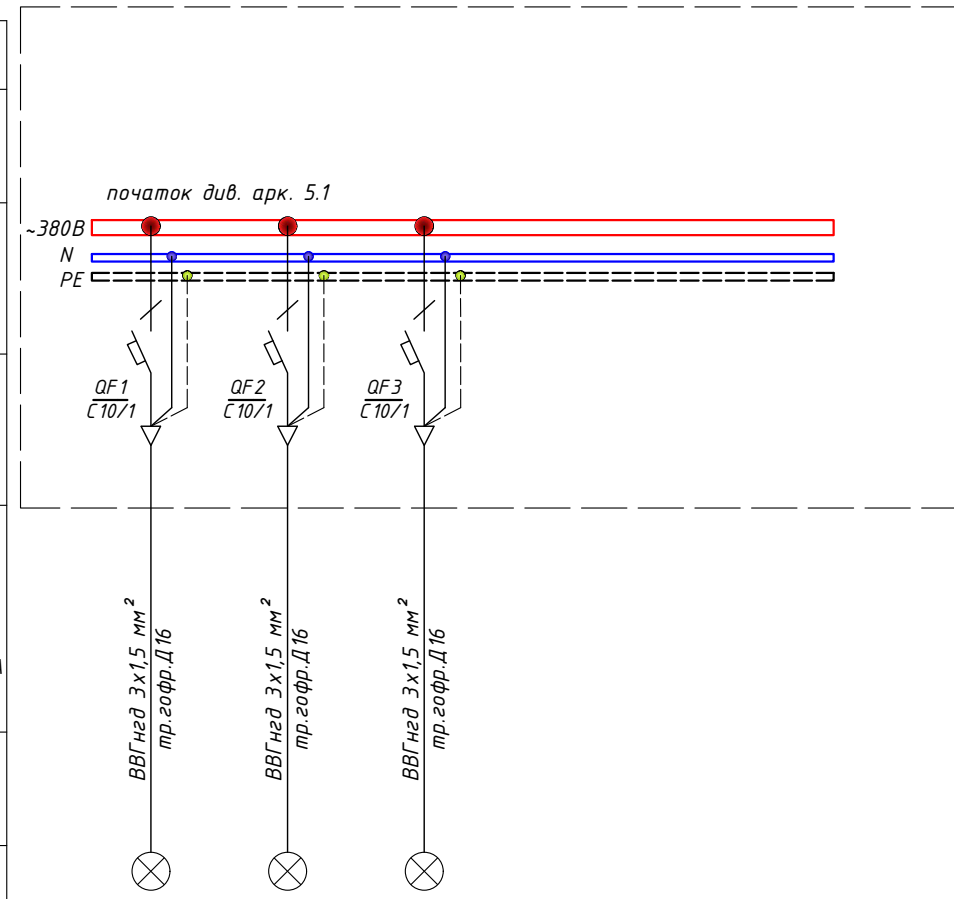 початок див. арк. 5.1
~380В
N
PE
QF1
C10/1
QF2
C10/1
QF3
C10/1
ВВГнгд 3х1,5 мм²
тр.гофр.Д16
ВВГнгд 3х1,5 мм²
тр.гофр.Д16
ВВГнгд 3х1,5 мм²
тр.гофр.Д16